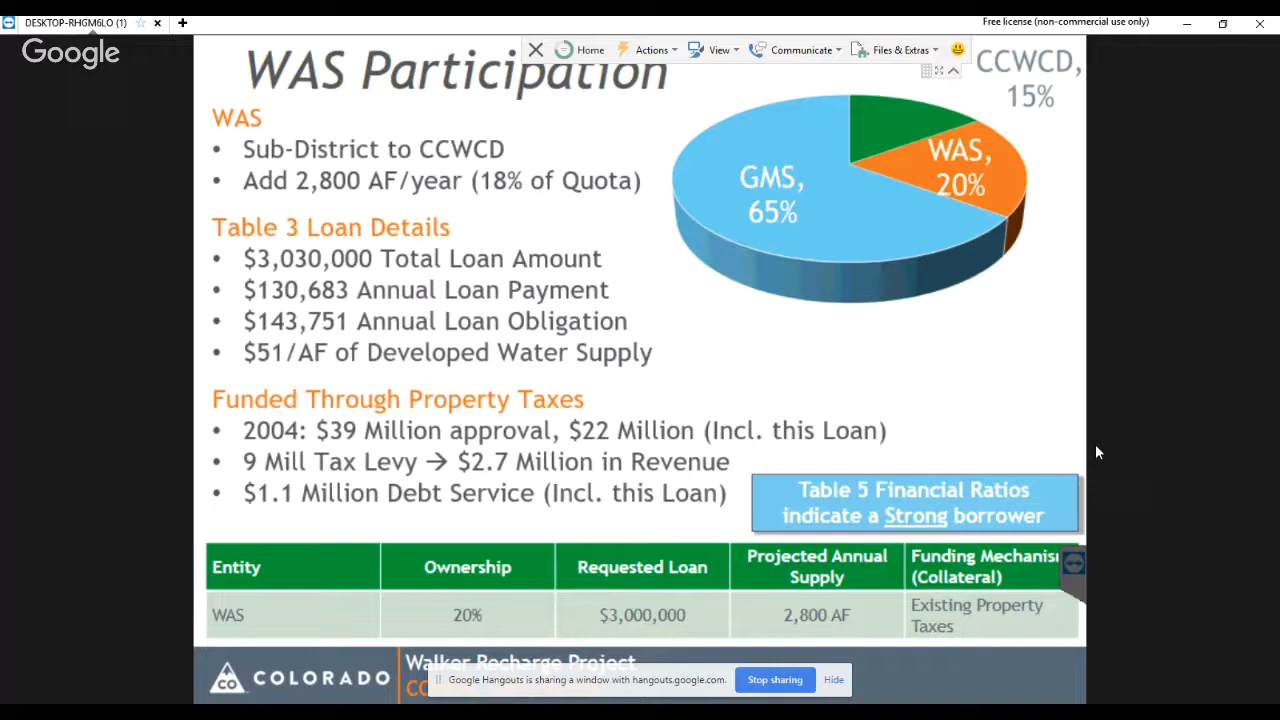 DESKTOP-RHGM6LO (1)
Free license (non-commercial use only)
Google
Home
Actions
View
Communicate
Files & Extras
WAS Participation
CCWCD,
15%
WAS,
20%
GMS,
65%
WAS
• Sub-District to CCWCD
• Add 2,800 AF/year (18% of Quota)
Table 3 Loan Details
• $3,030,000 Total Loan Amount
• $130,683 Annual Loan Payment
• $143,751 Annual Loan Obligation
• $51/AF of Developed Water Supply
Funded Through Property Taxes
• 2004: $39 Million approval, $22 Million (Incl. this Loan)
• 9 Mill Tax Levy → $2.7 Million in Revenue
• $1.1 Million Debt Service (Incl. this Loan)
Table 5 Financial Ratios
indicate a Strong borrower
Entity
Ownership
Requested Loan
Projected Annual
Supply
Funding Mechanism
(Collateral)
WAS
20%
$3,000,000
2,800 AF
Existing Property
Taxes
CO
COLORADO
Walker Recharge Project
Google Hangouts is sharing a window with hangouts.google.com.
Stop sharing
Hide